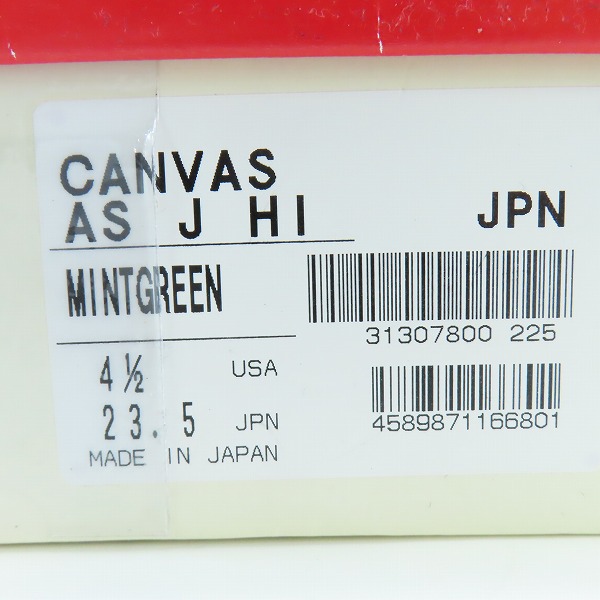 CANVAS
AS J HI JPN
MINTGREEN
31307800 225
4½ USA
23.5 JPN
4589871166801
MADE IN JAPAN